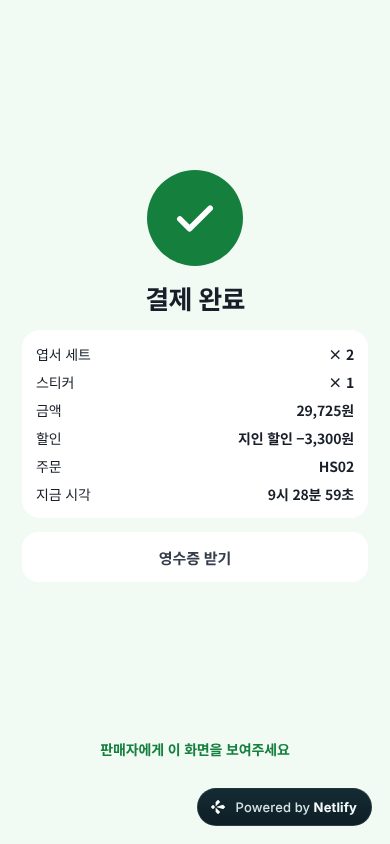 결제 완료
엽서 세트 × 2
스티커 × 1
금액 29,725원
할인 지인 할인 −3,300원
주문 HS02
지금 시각 9시 28분 59초
영수증 받기
판매자에게 이 화면을 보여주세요
Powered by Netlify